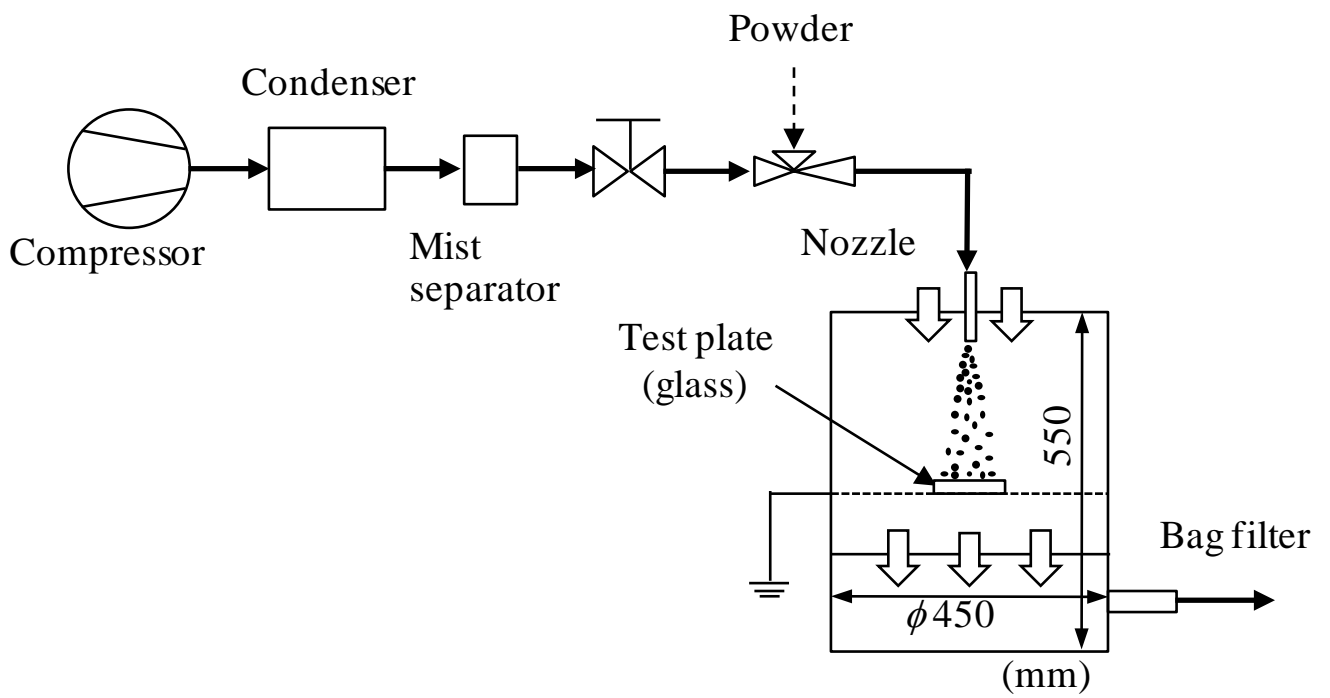 Powder
Condenser
Compressor
Mist
separator
Nozzle
Test plate
(glass)
550
Bag filter
ϕ450
(mm)